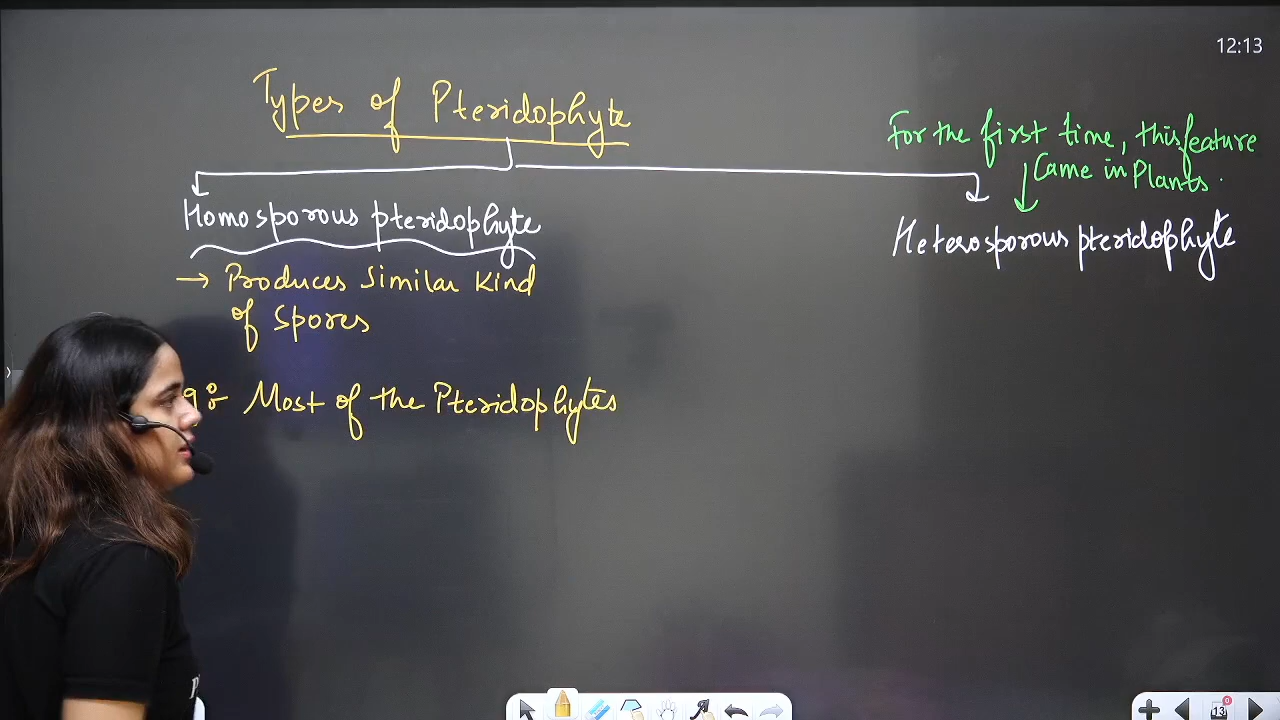 12:13
Types of Pteridophyte
For the first time, this feature
Came in Plants.
Homosporous pteridophyte
Heterosporous pteridophyte
→ Produces Similar Kind
of Spores
Most of the Pteridophytes
13